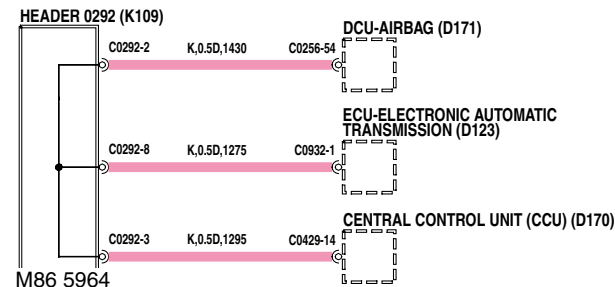 HEADER 0292 (K109)
DCU-AIRBAG (D171)
C0292-2 K,0.5D,1430 C0256-54
ECU-ELECTRONIC AUTOMATIC
TRANSMISSION (D123)
C0292-8 K,0.5D,1275 C0932-1
CENTRAL CONTROL UNIT (CCU) (D170)
C0292-3 K,0.5D,1295 C0429-14
M86 5964